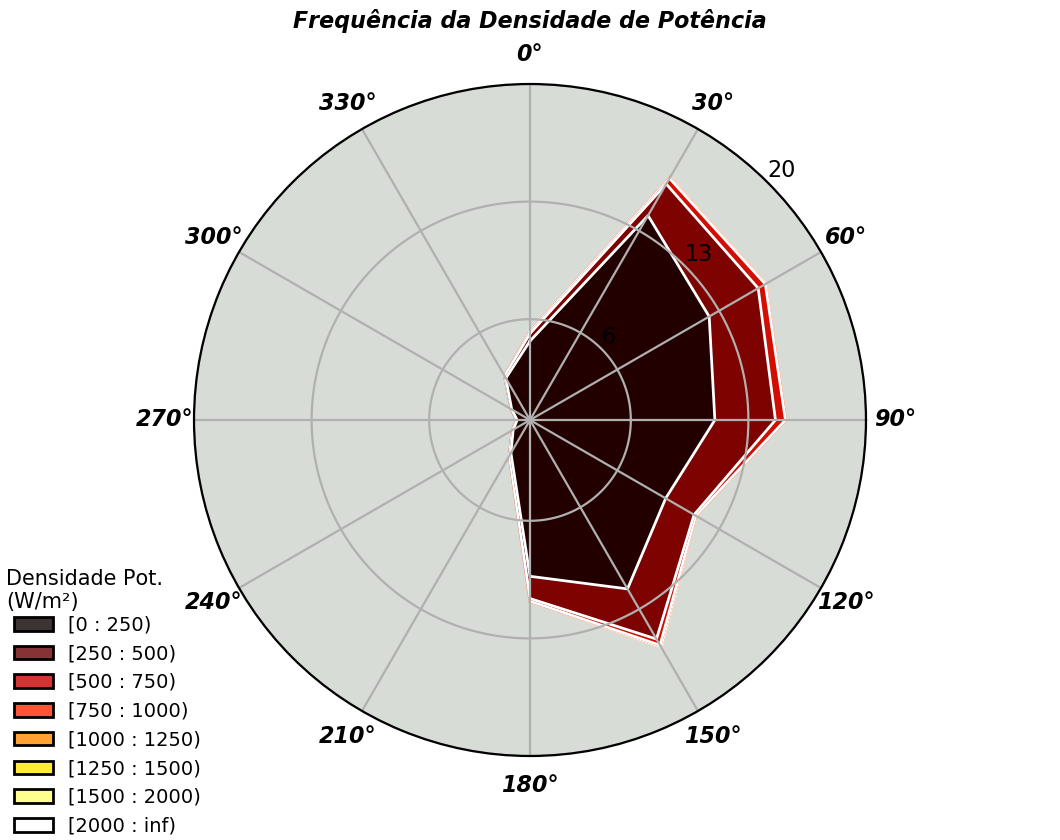 Frequência da Densidade de Potência
0°
330°
30°
20
300°
60°
13
6
270°
90°
240°
120°
210°
150°
180°
Densidade Pot.
(W/m²)
[0 : 250)
[250 : 500)
[500 : 750)
[750 : 1000)
[1000 : 1250)
[1250 : 1500)
[1500 : 2000)
[2000 : inf)